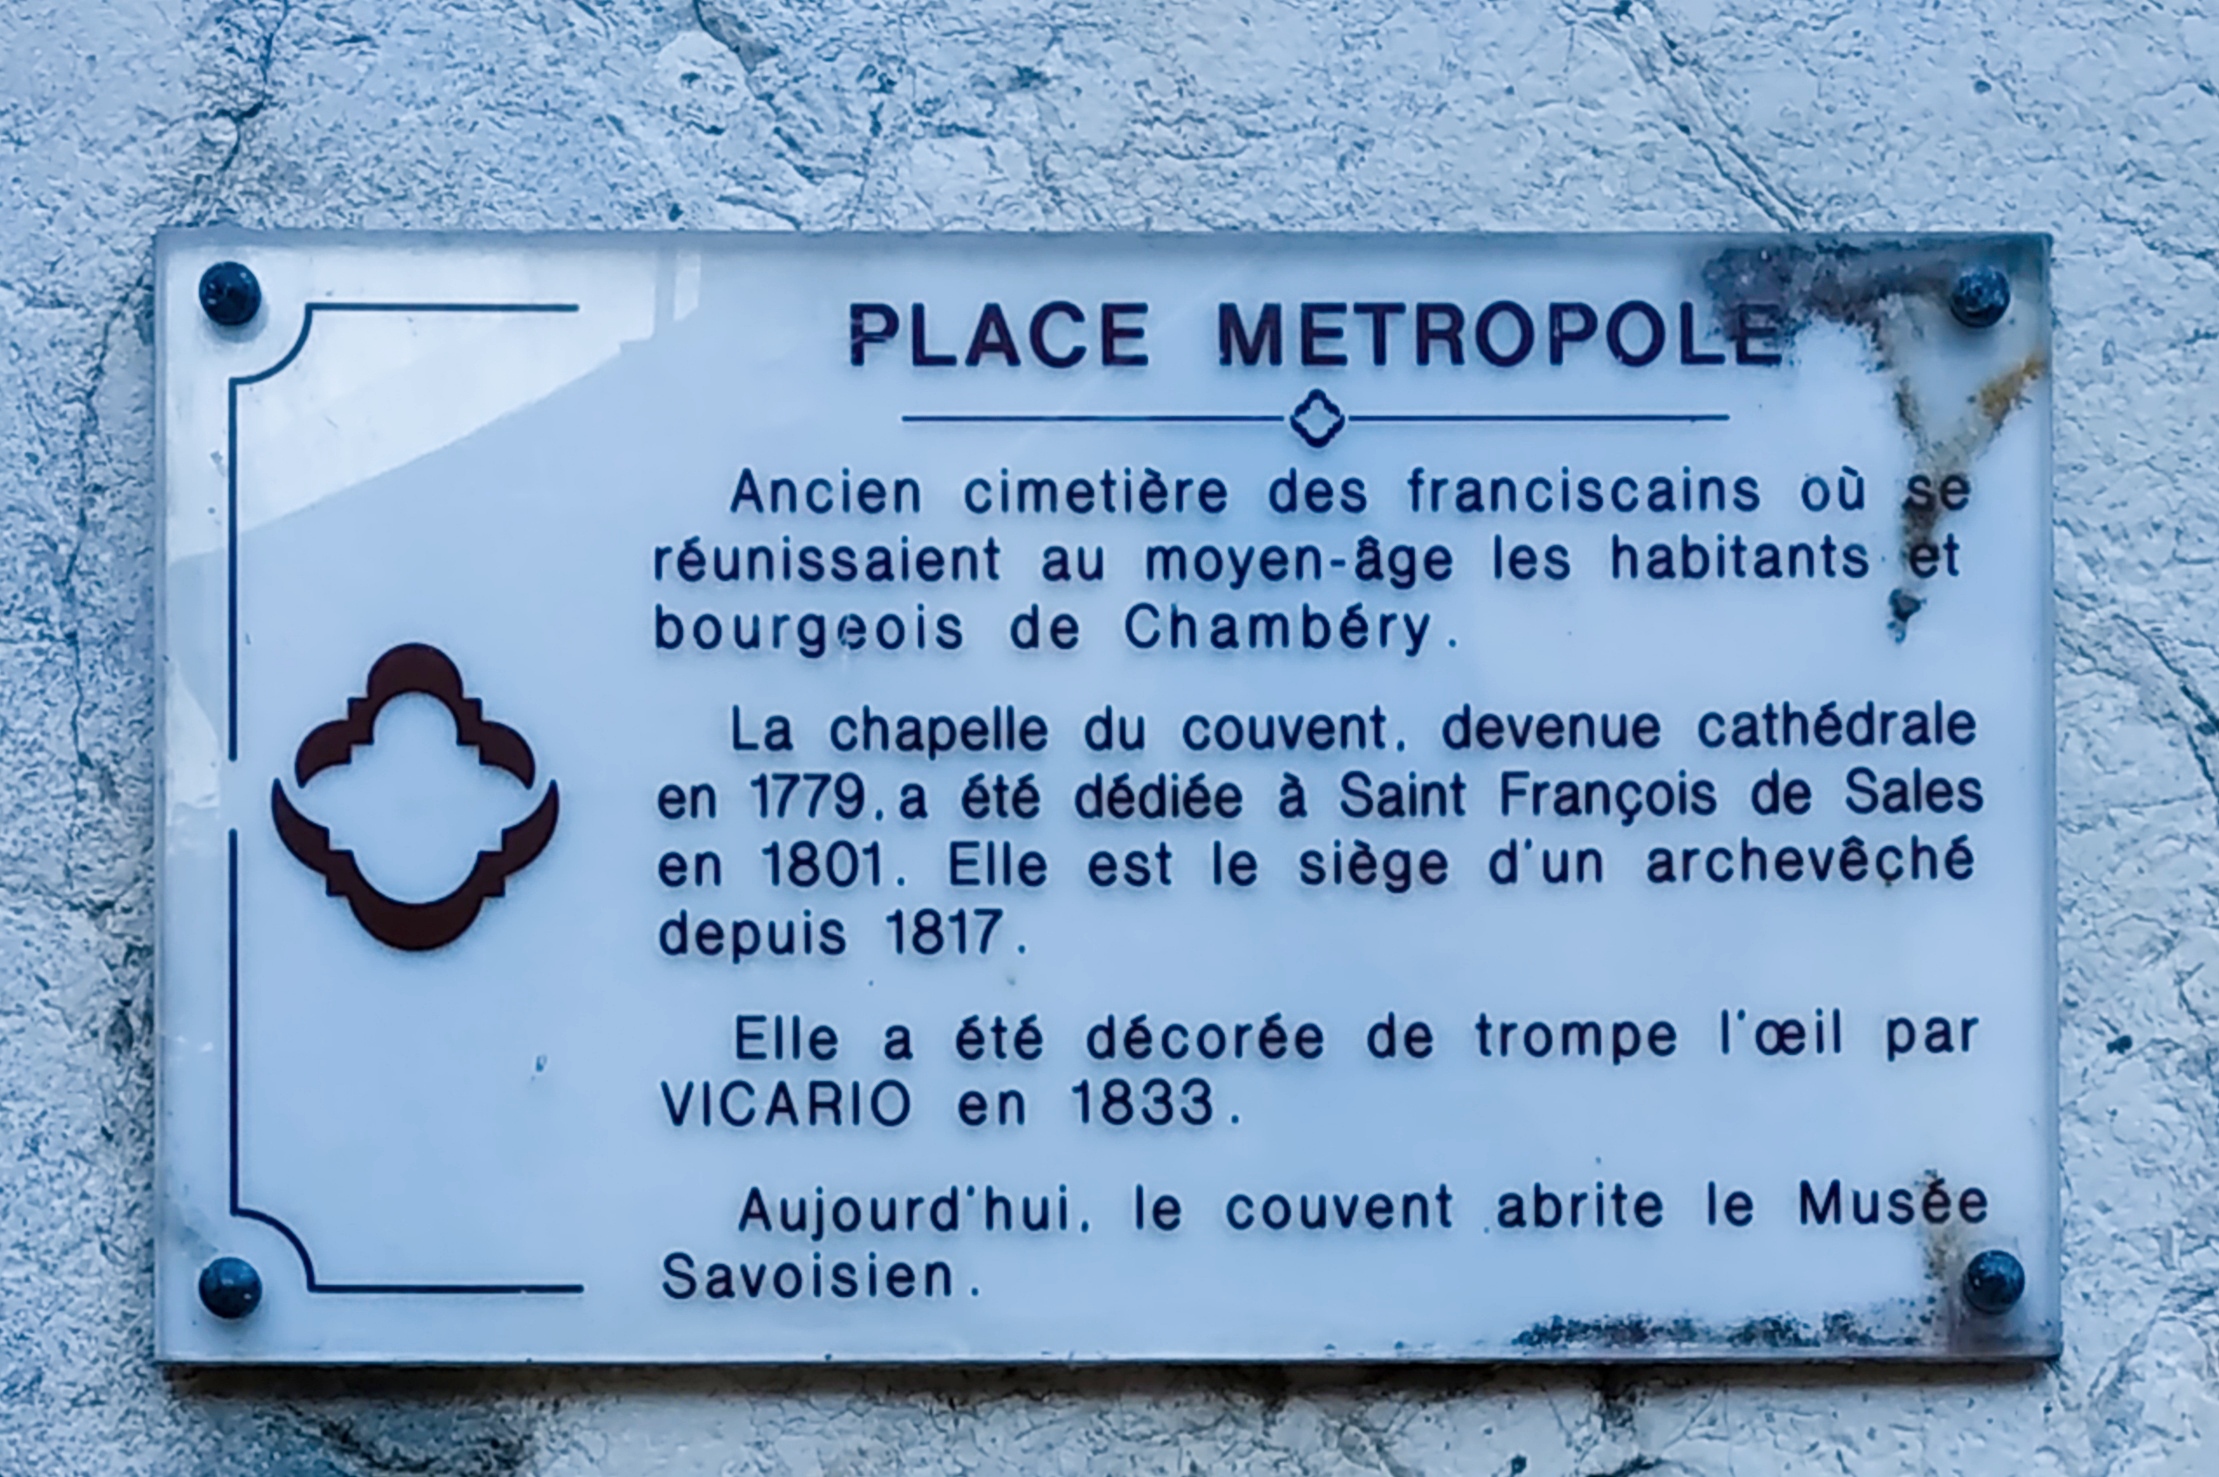 PLACE METROPOLE
Ancien cimetière des franciscains où se
réunissaient au moyen-âge les habitants et
bourgeois de Chambéry.
La chapelle du couvent, devenue cathédrale
en 1779, a été dédiée à Saint François de Sales
en 1801. Elle est le siège d'un archevêché
depuis 1817.
Elle a été décorée de trompe l'œil par
VICARIO en 1833.
Aujourd'hui, le couvent abrite le Musée
Savoisien.